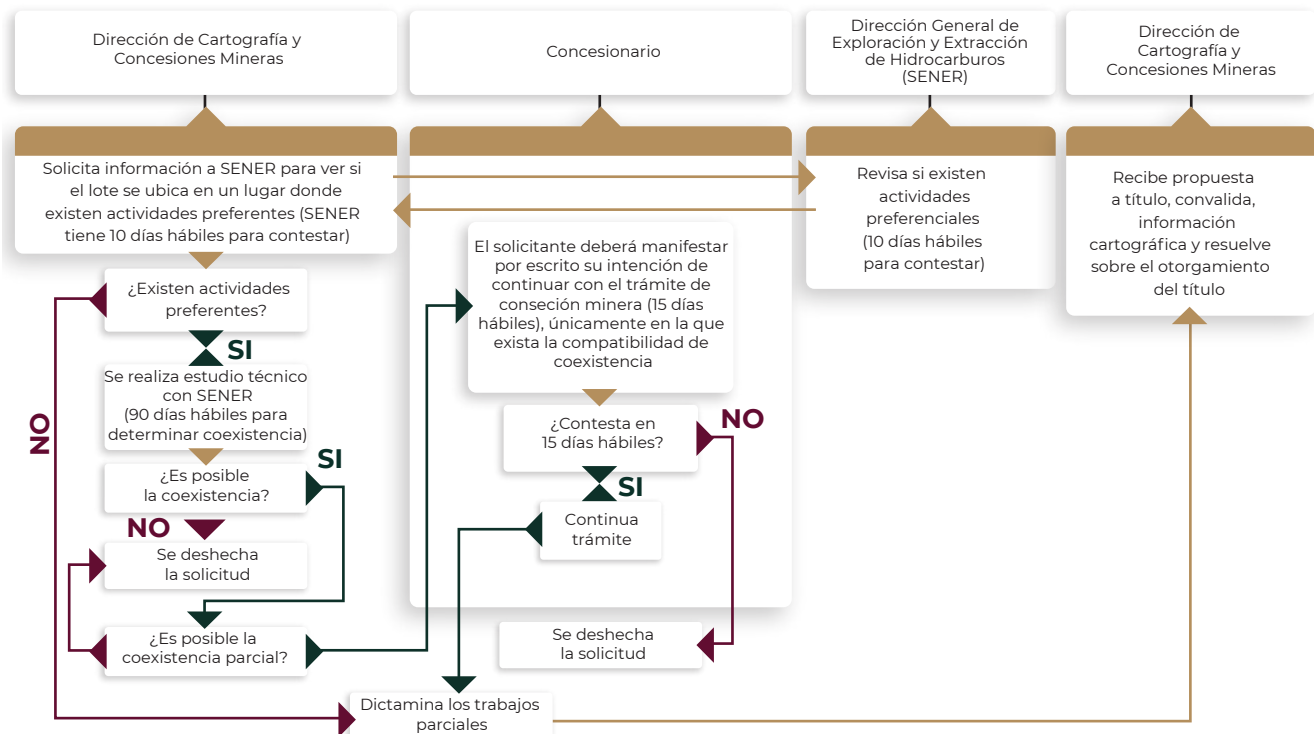 Dirección de Cartografía y
Concesiones Mineras
Concesionario
Dirección General de
Exploración y Extracción
de Hidrocarburos
(SENER)
Dirección de
Cartografía y
Concesiones Mineras
Solicita información a SENER para ver si
el lote se ubica en un lugar donde
existen actividades preferentes (SENER
tiene 10 días hábiles para contestar)
¿Existen actividades
preferentes?
SI
NO
Se realiza estudio técnico
con SENER
(90 días hábiles para
determinar coexistencia)
¿Es posible
la coexistencia?
SI
NO
Se deshecha
la solicitud
¿Es posible la
coexistencia parcial?
El solicitante deberá manifestar
por escrito su intención de
continuar con el trámite de
conseción minera (15 días
hábiles), únicamente en la que
exista la compatibilidad de
coexistencia
¿Contesta en
15 días hábiles?
NO
SI
Continua
trámite
Se deshecha
la solicitud
Dictamina los trabajos
parciales
Revisa si existen
actividades
preferenciales
(10 días hábiles
para contestar)
Recibe propuesta
a título, convalida,
información
cartográfica y resuelve
sobre el otorgamiento
del título